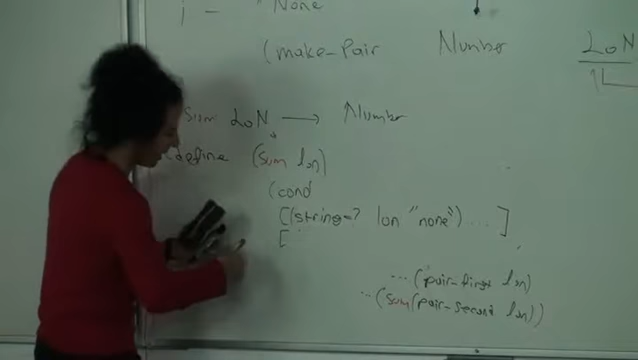 - "None
(make-Pair Number LoN
Sum LoN → Number
define (sum lon)
(cond
[(string=? lon "none") ... ]
[
... (pair-first lon)
... (sum(pair-second lon))